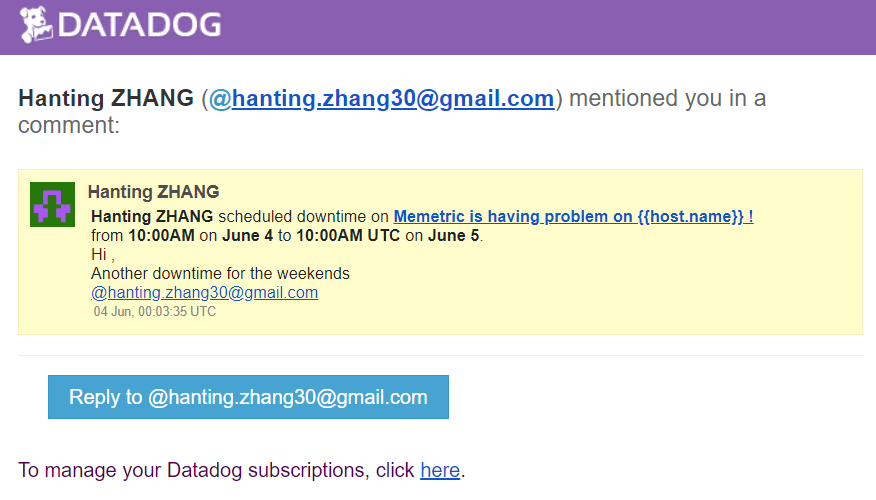 DATADOG
Hanting ZHANG (@hanting.zhang30@gmail.com) mentioned you in a
comment:
Hanting ZHANG
Hanting ZHANG scheduled downtime on Memetric is having problem on {{host.name}} !
from 10:00AM on June 4 to 10:00AM UTC on June 5.
Hi ,
Another downtime for the weekends
@hanting.zhang30@gmail.com
04 Jun, 00:03:35 UTC
Reply to @hanting.zhang30@gmail.com
To manage your Datadog subscriptions, click here.